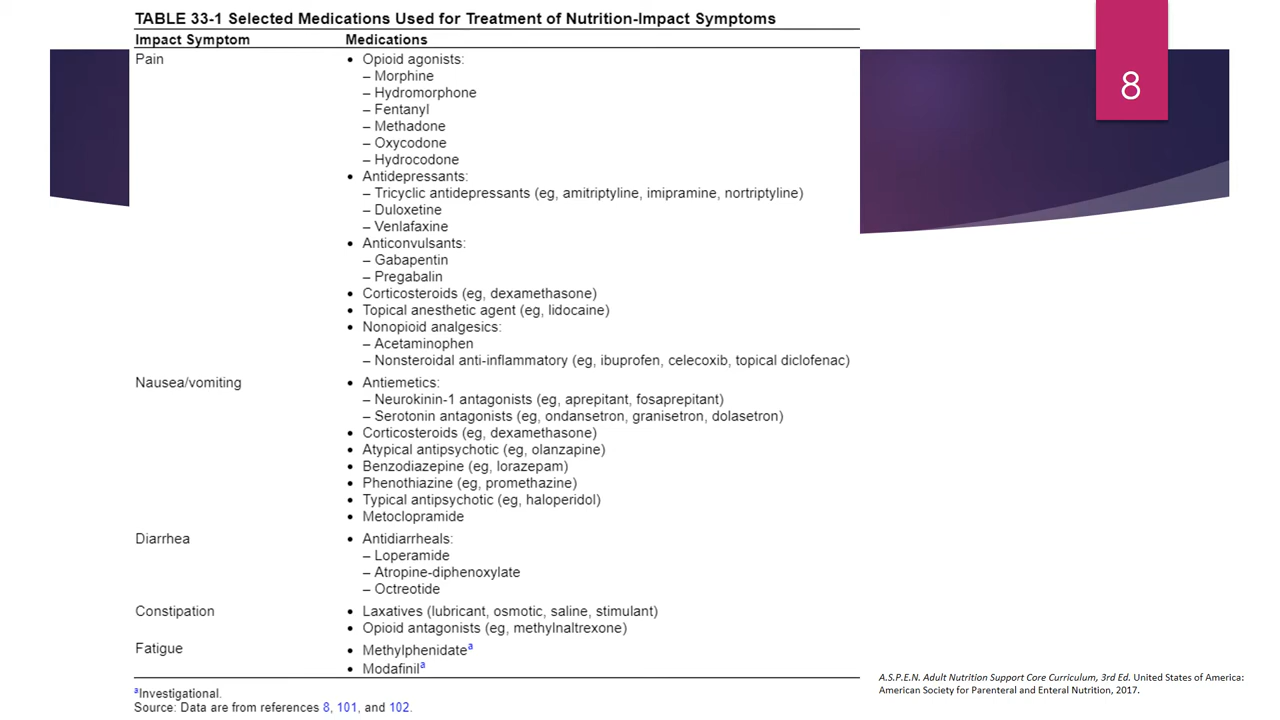 TABLE 33-1 Selected Medications Used for Treatment of Nutrition-Impact Symptoms
Impact Symptom Medications
Pain • Opioid agonists:
– Morphine
– Hydromorphone
– Fentanyl
– Methadone
– Oxycodone
– Hydrocodone
• Antidepressants:
– Tricyclic antidepressants (eg, amitriptyline, imipramine, nortriptyline)
– Duloxetine
– Venlafaxine
• Anticonvulsants:
– Gabapentin
– Pregabalin
• Corticosteroids (eg, dexamethasone)
• Topical anesthetic agent (eg, lidocaine)
• Nonopioid analgesics:
– Acetaminophen
– Nonsteroidal anti-inflammatory (eg, ibuprofen, celecoxib, topical diclofenac)
Nausea/vomiting • Antiemetics:
– Neurokinin-1 antagonists (eg, aprepitant, fosaprepitant)
– Serotonin antagonists (eg, ondansetron, granisetron, dolasetron)
• Corticosteroids (eg, dexamethasone)
• Atypical antipsychotic (eg, olanzapine)
• Benzodiazepine (eg, lorazepam)
• Phenothiazine (eg, promethazine)
• Typical antipsychotic (eg, haloperidol)
• Metoclopramide
Diarrhea • Antidiarrheals:
– Loperamide
– Atropine-diphenoxylate
– Octreotide
Constipation • Laxatives (lubricant, osmotic, saline, stimulant)
• Opioid antagonists (eg, methylnaltrexone)
Fatigue • Methylphenidateᵃ
• Modafinilᵃ
ᵃInvestigational.
Source: Data are from references 8, 101, and 102.
8
A.S.P.E.N. Adult Nutrition Support Core Curriculum, 3rd Ed. United States of America:
American Society for Parenteral and Enteral Nutrition, 2017.